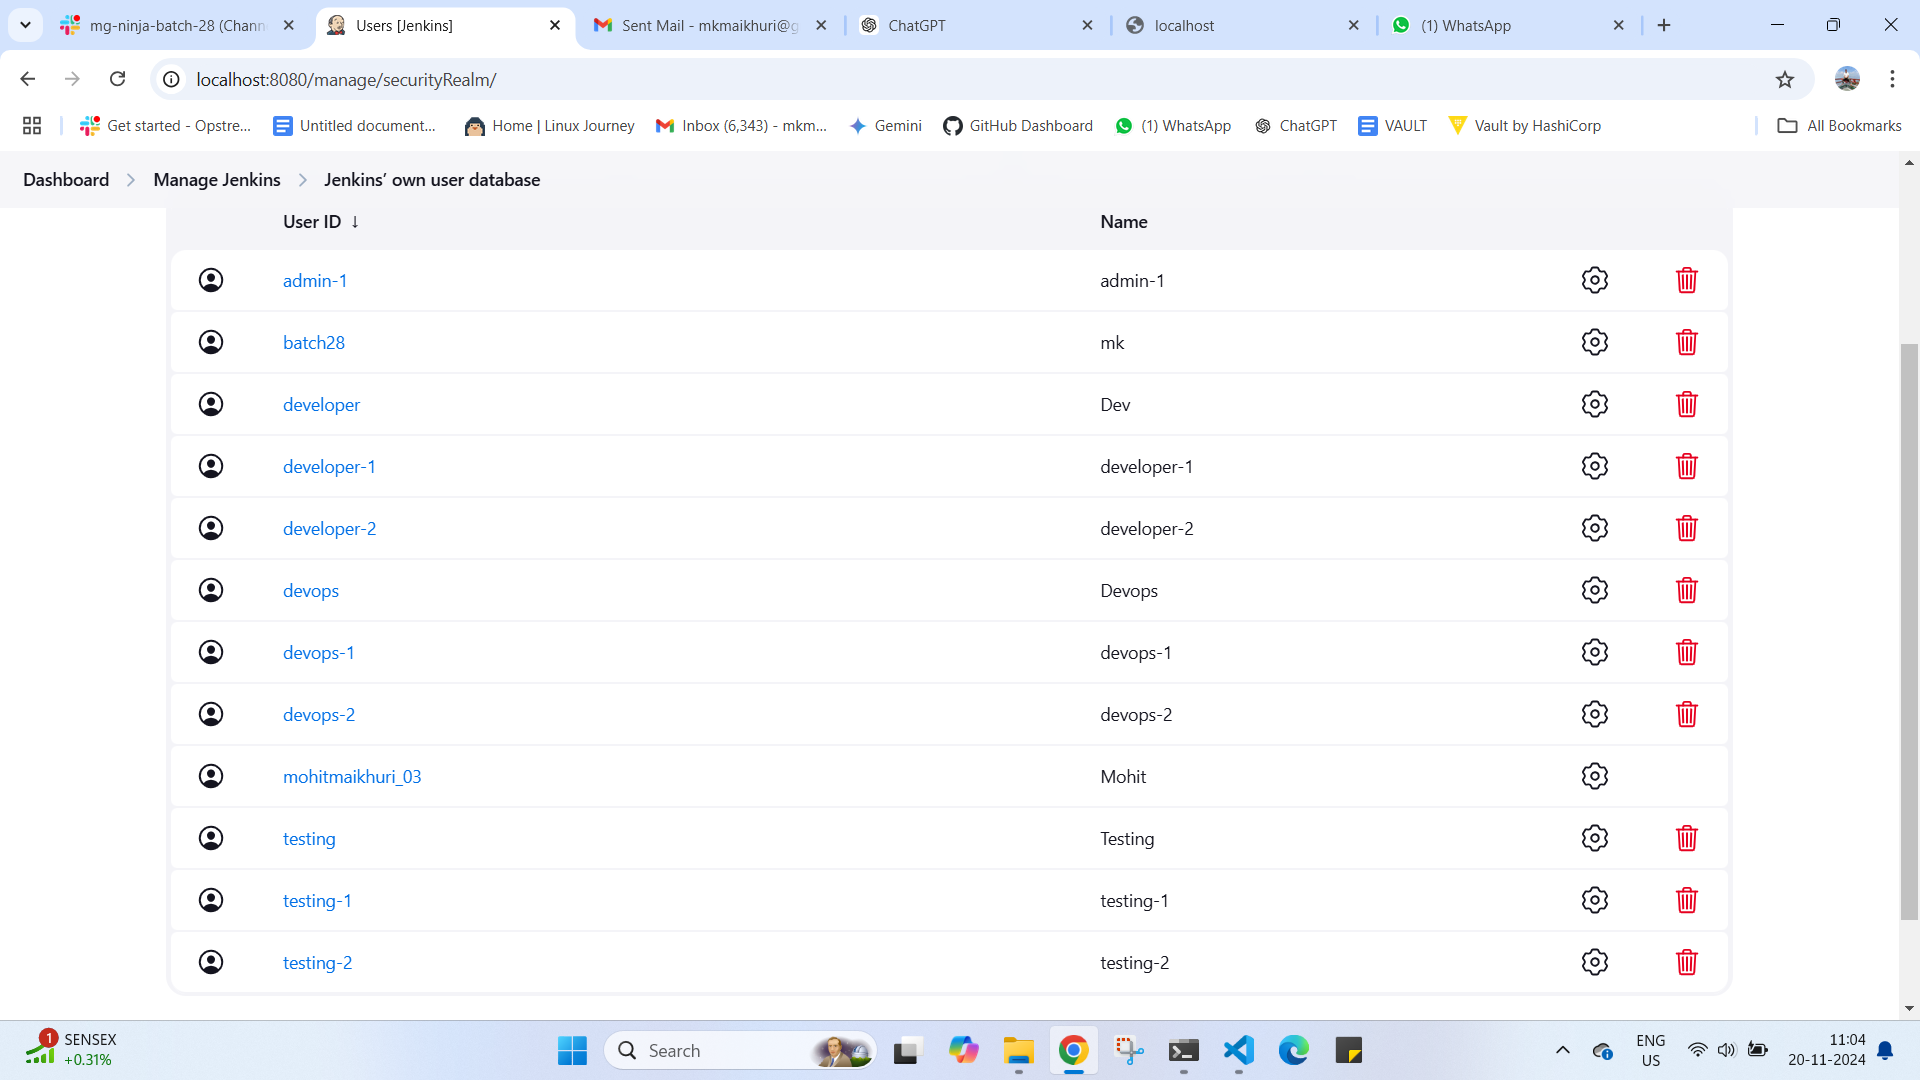 mg-ninja-batch-28 (Chann
Users [Jenkins]
Sent Mail - mkmaikhuri@g
ChatGPT
localhost
(1) WhatsApp
localhost:8080/manage/securityRealm/
Get started - Opstre...
Untitled document...
Home | Linux Journey
Inbox (6,343) - mkm...
Gemini
GitHub Dashboard
(1) WhatsApp
ChatGPT
VAULT
Vault by HashiCorp
All Bookmarks
Dashboard
Manage Jenkins
Jenkins’ own user database
User ID ↓ Name
admin-1 admin-1
batch28 mk
developer Dev
developer-1 developer-1
developer-2 developer-2
devops Devops
devops-1 devops-1
devops-2 devops-2
mohitmaikhuri_03 Mohit
testing Testing
testing-1 testing-1
testing-2 testing-2
1
SENSEX
+0.31%
Search
ENG
US
11:04
20-11-2024